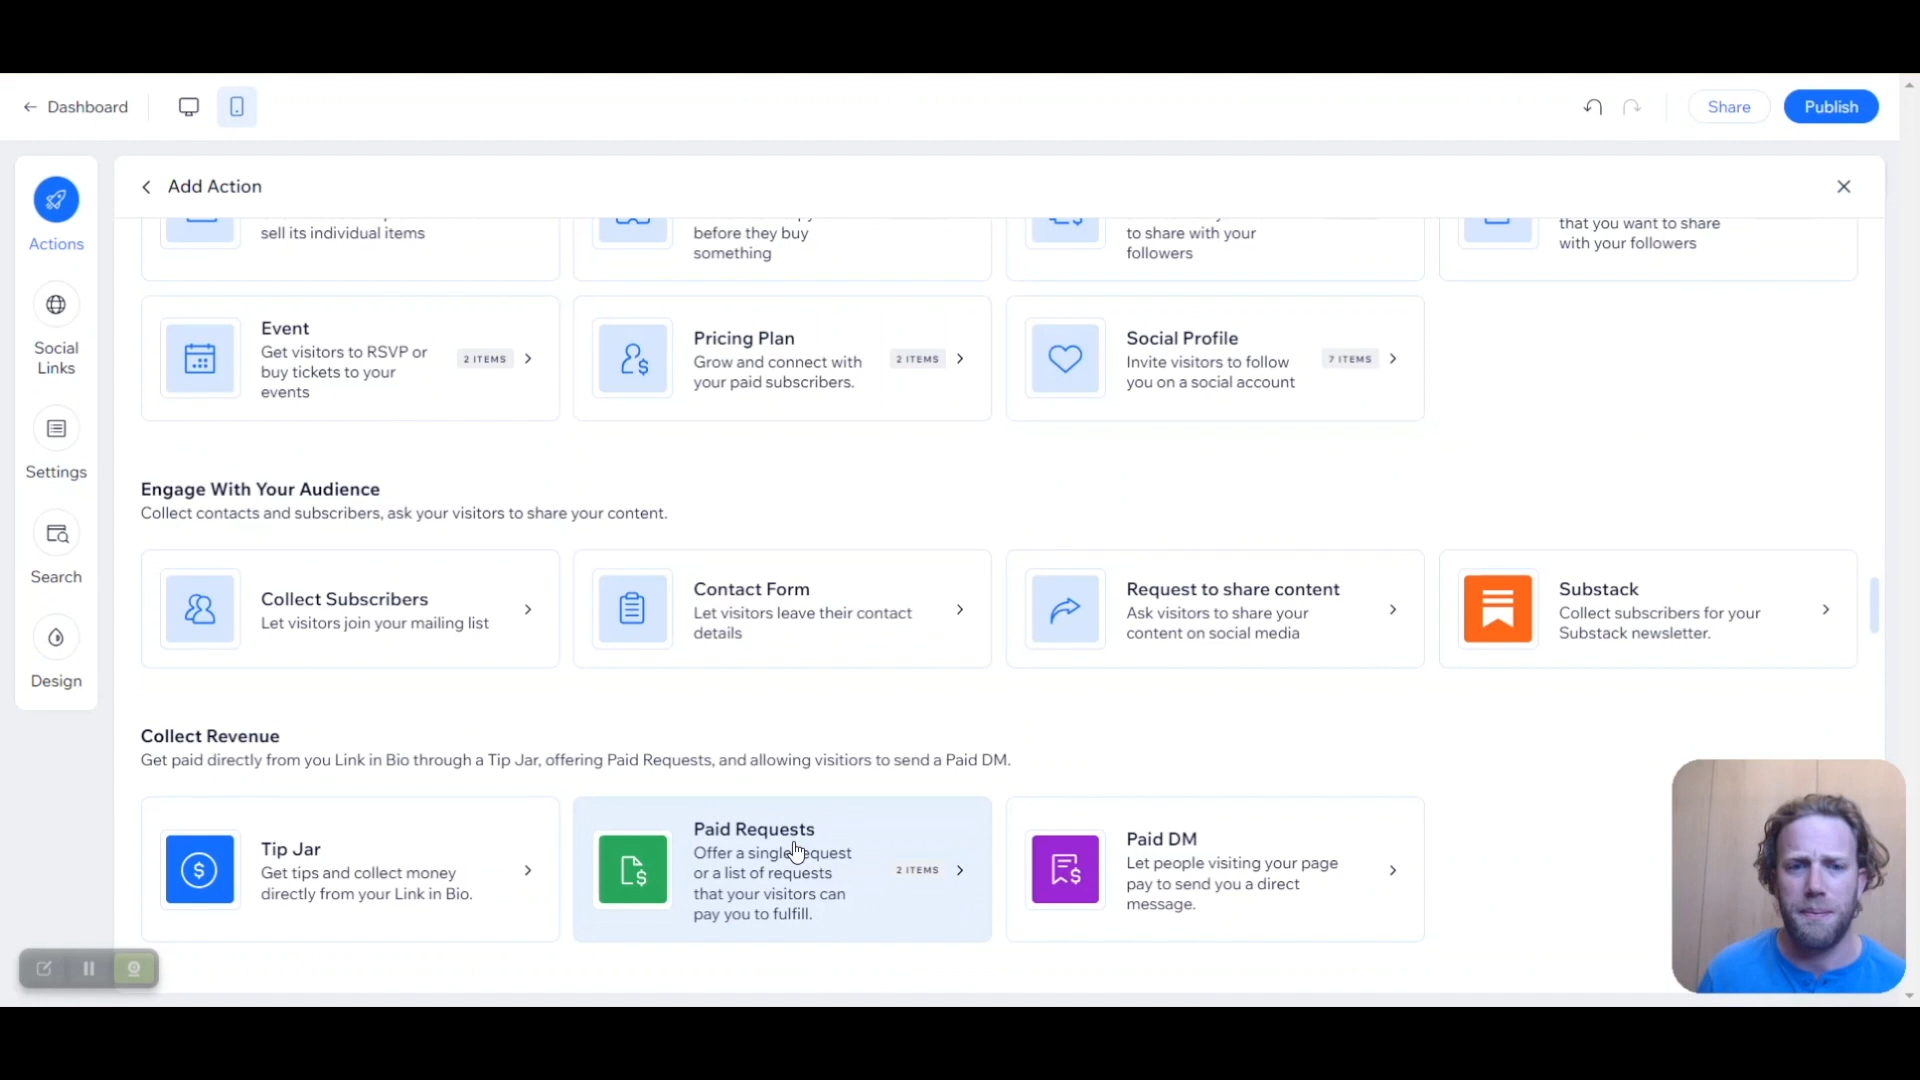 Dashboard
Share
Publish
Add Action
Actions
Social
Links
Settings
Search
Design
sell its individual items
before they buy
something
to share with your
followers
that you want to share
with your followers
Event
Get visitors to RSVP or
buy tickets to your
events
2 ITEMS
Pricing Plan
Grow and connect with
your paid subscribers.
2 ITEMS
Social Profile
Invite visitors to follow
you on a social account
7 ITEMS
Engage With Your Audience
Collect contacts and subscribers, ask your visitors to share your content.
Collect Subscribers
Let visitors join your mailing list
Contact Form
Let visitors leave their contact
details
Request to share content
Ask visitors to share your
content on social media
Substack
Collect subscribers for your
Substack newsletter.
Collect Revenue
Get paid directly from you Link in Bio through a Tip Jar, offering Paid Requests, and allowing visitiors to send a Paid DM.
Tip Jar
Get tips and collect money
directly from your Link in Bio.
Paid Requests
Offer a single request
or a list of requests
that your visitors can
pay you to fulfill.
2 ITEMS
Paid DM
Let people visiting your page
pay to send you a direct
message.